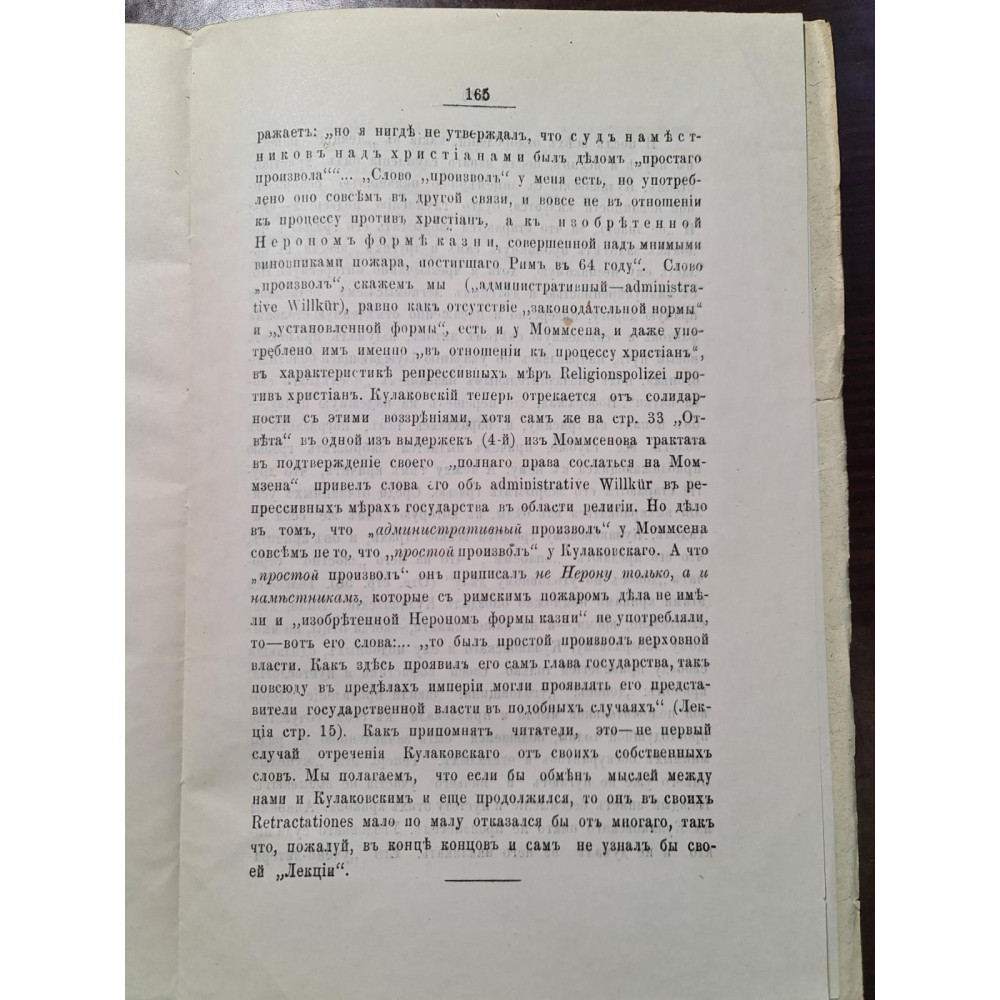 165
ражаетъ: „но я нигдѣ не утверждалъ, что судъ намѣст-
никовъ надъ христіанами былъ дѣломъ „простаго
произвола““... „Слово „произволъ“ у меня есть, но употреб-
лено оно совсѣмъ въ другой связи, и вовсе не въ отношеніи
къ процессу противъ христіанъ, а къ изобрѣтенной
Нерономъ формѣ казни, совершенной надъ мнимыми
виновниками пожара, постигшаго Римъ въ 64 году“. Слово
„произволъ“, скажемъ мы („административный—administra-
tive Willkür), равно какъ отсутствіе „законодательной нормы“
и „установленной формы“, есть и у Моммсена, и даже упо-
треблено имъ именно „въ отношеніи къ процессу христіанъ“,
въ характеристикѣ репрессивныхъ мѣръ Religionspolizei про-
тивъ христіанъ. Кулаковскій теперь отрекается отъ солидар-
ности съ этими воззрѣніями, хотя самъ же на стр. 33 „От-
вѣта“ въ одной изъ выдержекъ (4-й) изъ Моммсенова трактата
въ подтвержденіе своего „полнаго права сослаться на Мом-
мзена“ привелъ слова его объ administrative Willkür въ ре-
прессивныхъ мѣрахъ государства въ области религіи. Но дѣло
въ томъ, что „административный произволъ“ у Моммсена
совсѣмъ не то, что „простой произволъ“ у Кулаковскаго. А что
„простой произволъ“ онъ приписалъ не Нерону только, а и
намѣстникамъ, которые съ римскимъ пожаромъ дѣла не имѣ-
ли и „изобрѣтенной Нерономъ формы казни“ не употребляли,
то—вотъ его слова:... „то былъ простой произволъ верховной
власти. Какъ здѣсь проявилъ его самъ глава государства, такъ
повсюду въ предѣлахъ имперіи могли проявлять его предста-
вители государственной власти въ подобныхъ случаяхъ“ (Лек-
ція стр. 15). Какъ припомнятъ читатели, это—не первый
случай отреченія Кулаковскаго отъ своихъ собственныхъ
словъ. Мы полагаемъ, что если бы обмѣнъ мыслей между
нами и Кулаковскимъ и еще продолжился, то онъ въ своихъ
Retractationes мало по малу отказался бы отъ многаго, такъ
что, пожалуй, въ концѣ концовъ и самъ не узналъ бы сво-
ей „Лекціи“.